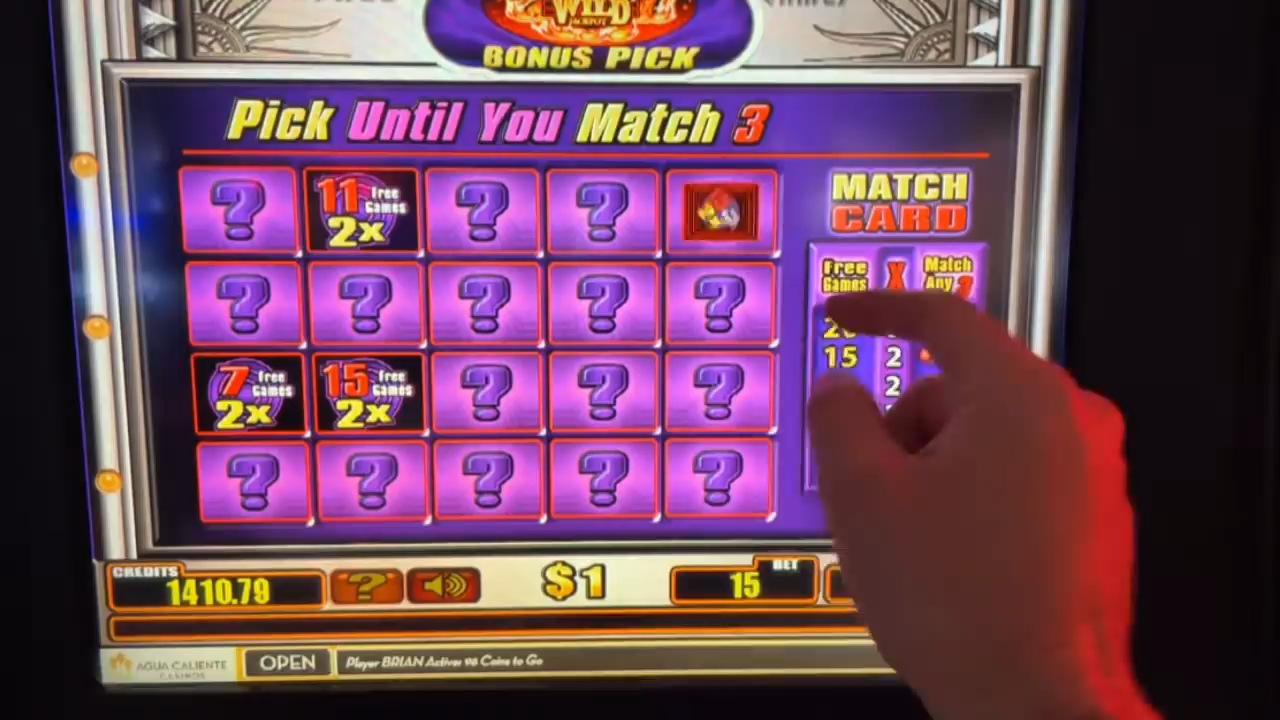 WILD
JACKPOT
BONUS PICK
Pick Until You Match 3
? 11 Free Games 2x ? ?
? ? ? ? ?
7 Free Games 2x 15 Free Games 2x ? ? ?
? ? ? ? ?
MATCH
CARD
Free Games X Match Any 3
15 2
2
CREDITS
1410.79
?
$1
BET
15
AGUA CALIENTE
CASINOS
OPEN
Player BRIAN Active: 98 Coins to Go